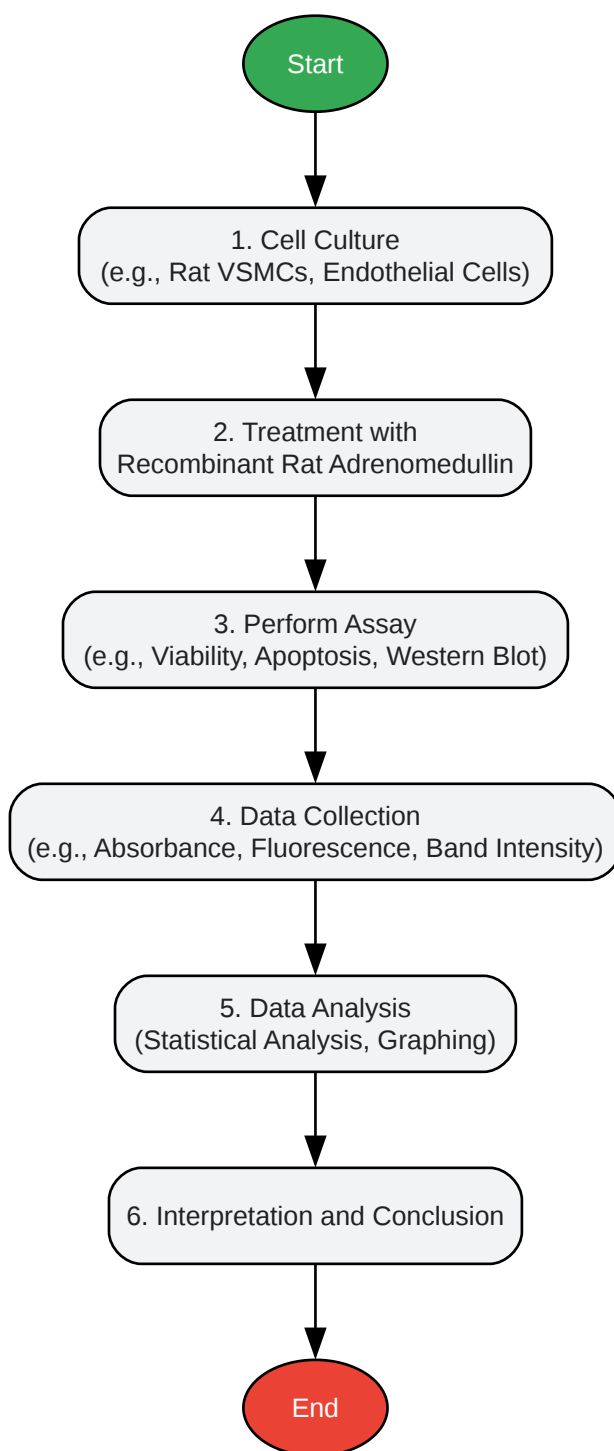 Start
1. Cell Culture
(e.g., Rat VSMCs, Endothelial Cells)
2. Treatment with
Recombinant Rat Adrenomedullin
3. Perform Assay
(e.g., Viability, Apoptosis, Western Blot)
4. Data Collection
(e.g., Absorbance, Fluorescence, Band Intensity)
5. Data Analysis
(Statistical Analysis, Graphing)
6. Interpretation and Conclusion
End